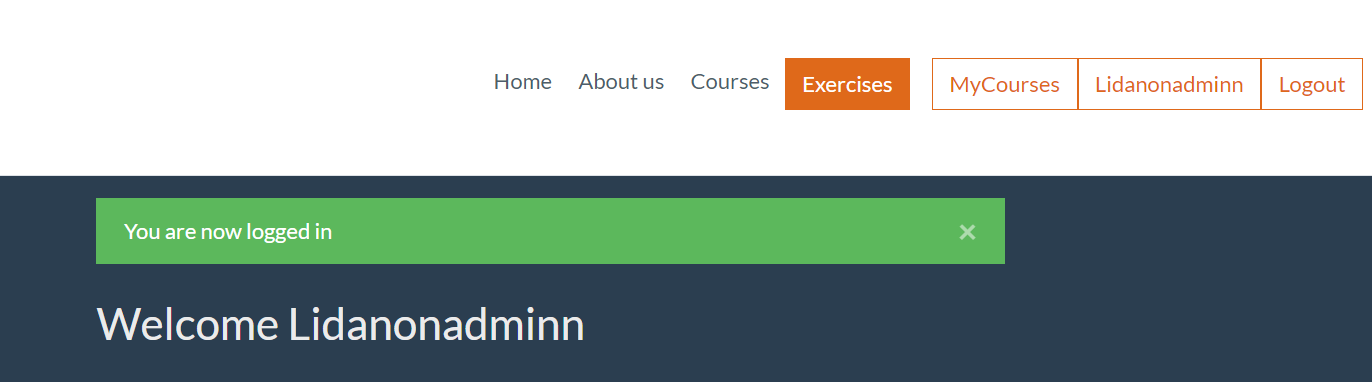 Home About us Courses Exercises MyCourses Lidanonadminn Logout
You are now logged in ×
Welcome Lidanonadminn